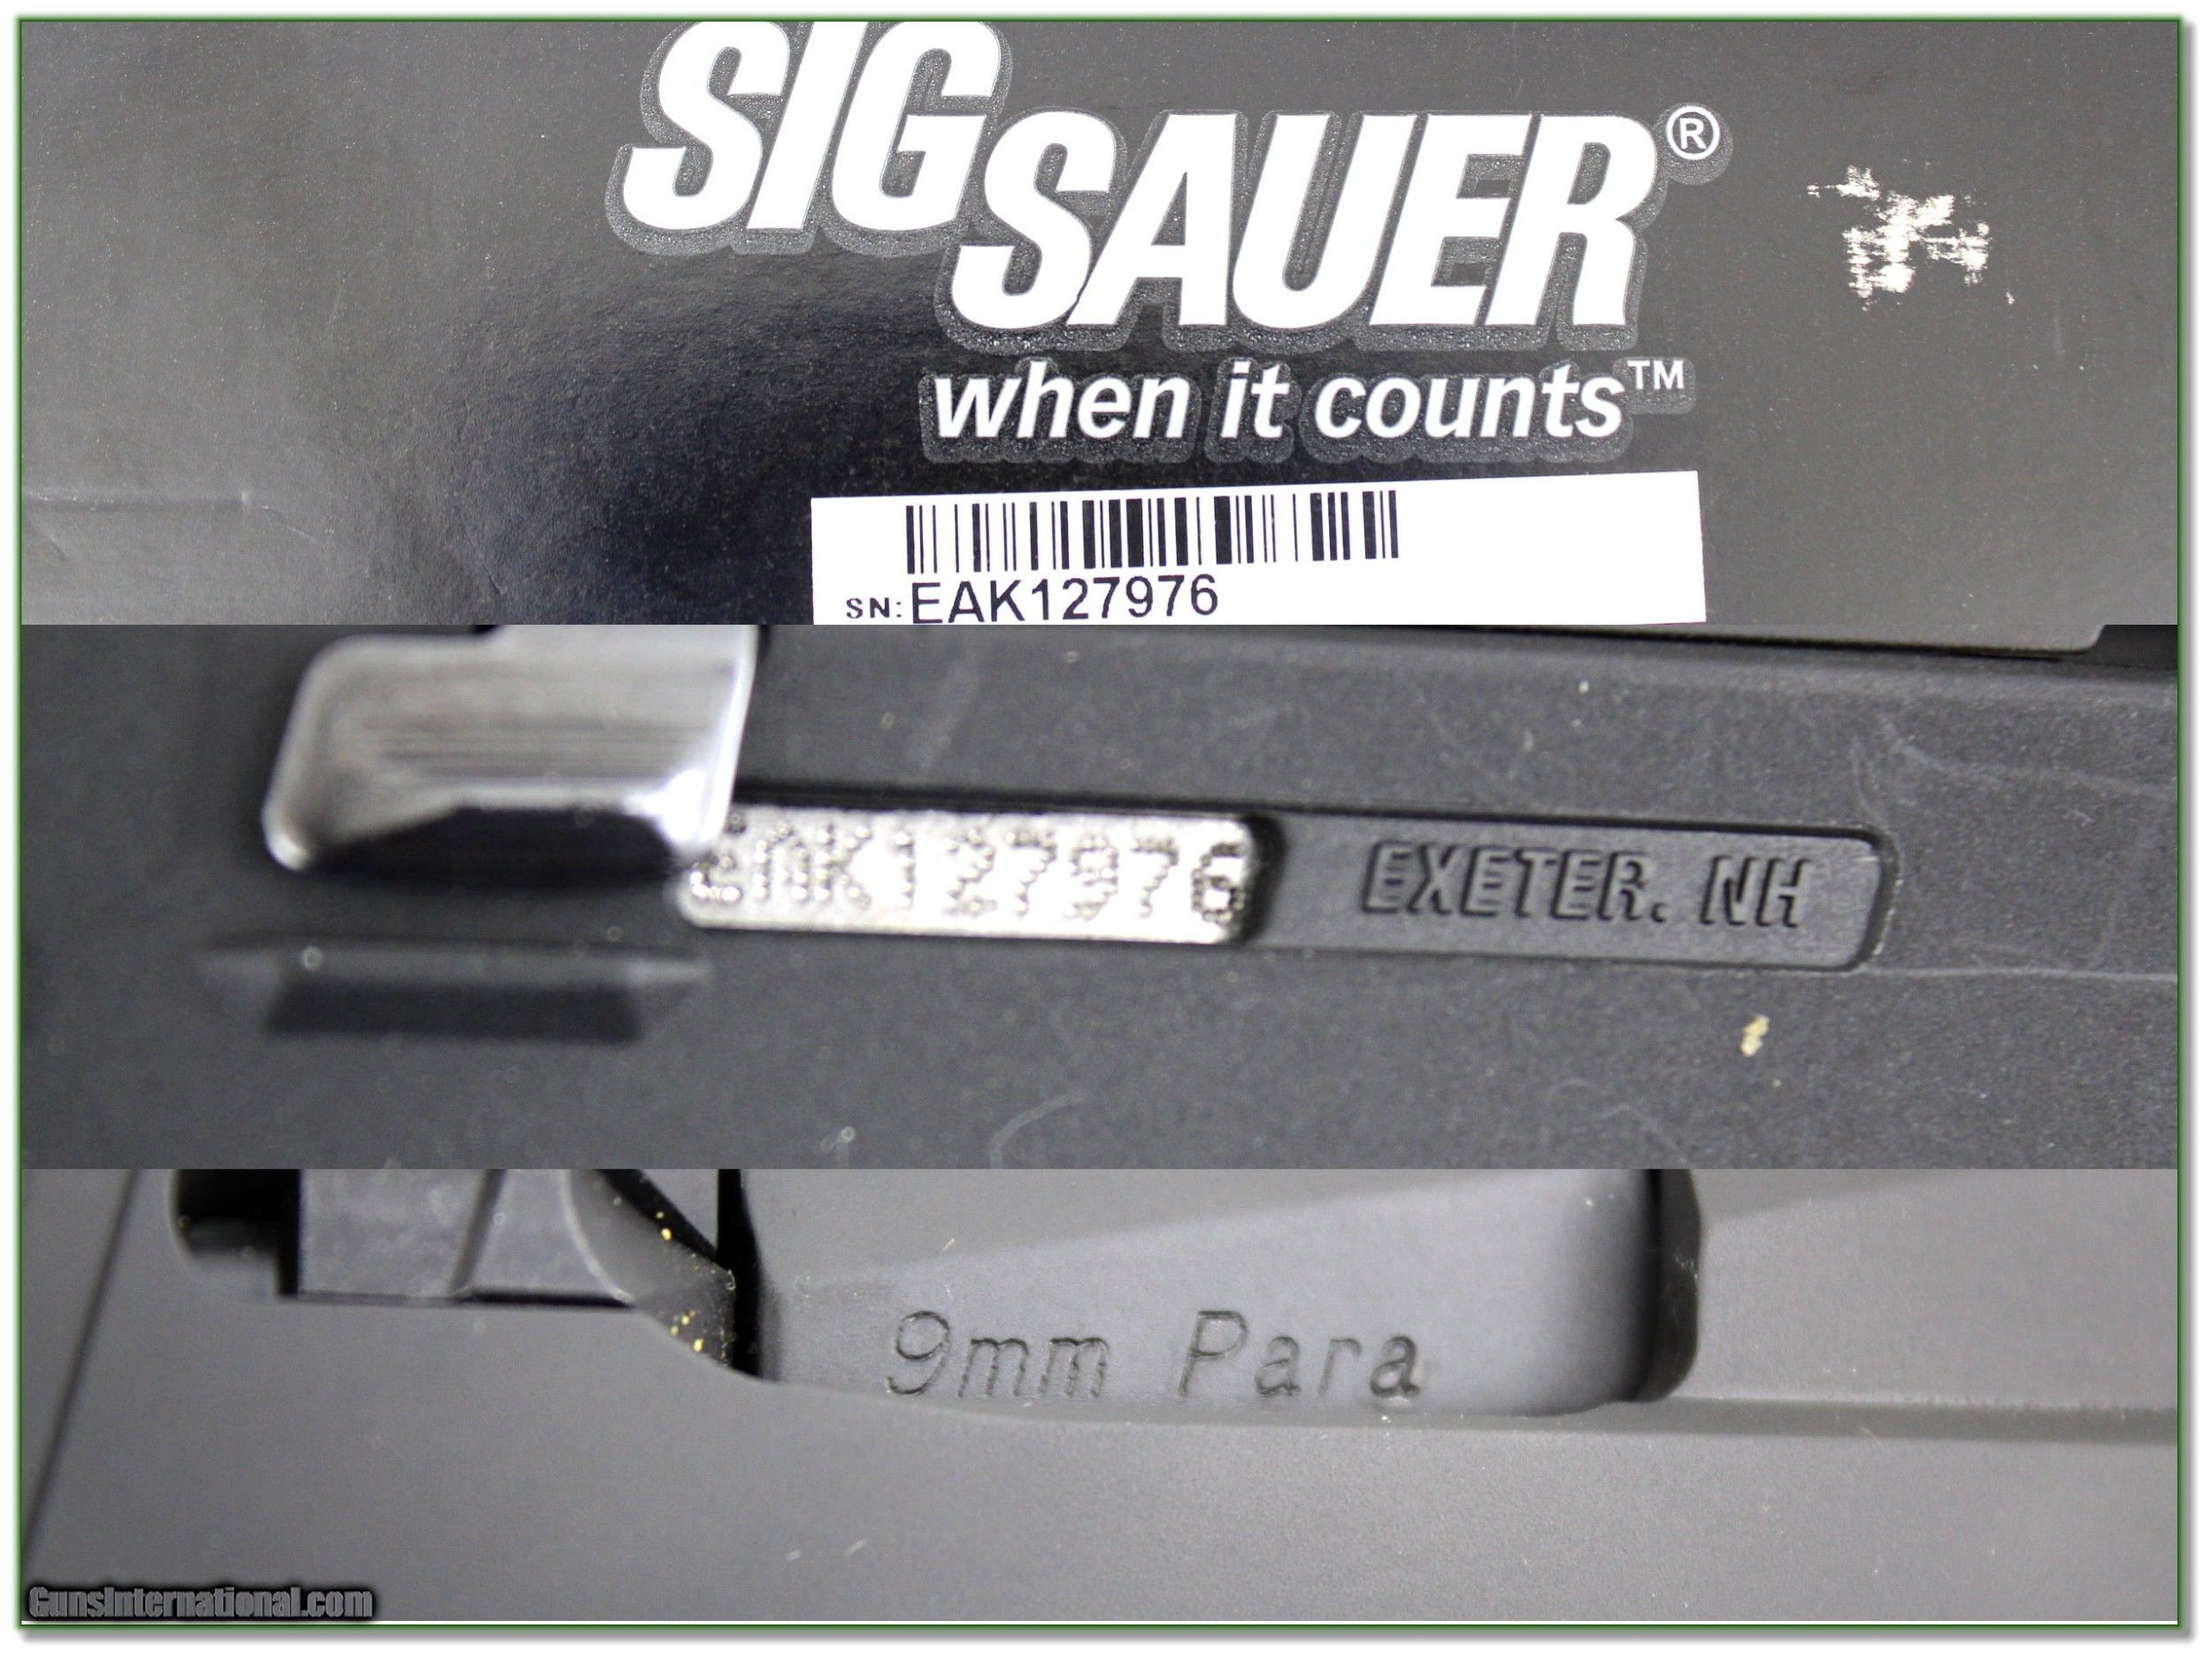 SIG
SAUER®
when it counts™
SN:EAK127976
EAK127976
EXETER, NH
9mm Para
GunsInternational.com